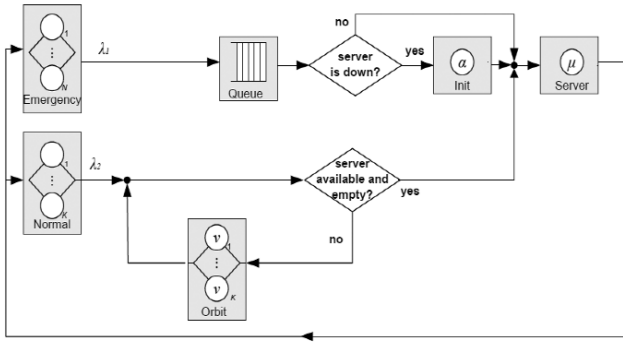 no
1
⋮
N
Emergency
λ1
Queue
server
is down?
yes
α
Init
μ
Server
1
⋮
K
Normal
λ2
server
available and
empty?
yes
no
ν
1
⋮
ν
K
Orbit